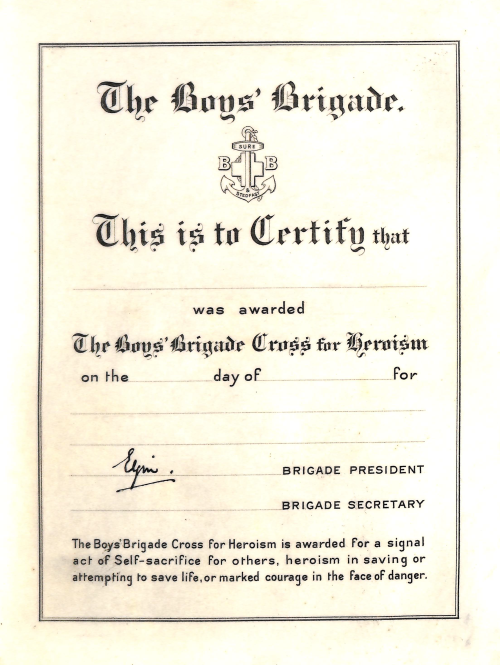 The Boys' Brigade.
SURE
B B
&
STEDFAST
This is to Certify that
was awarded
The Boys' Brigade Cross for Heroism
on the day of for
Elgin. BRIGADE PRESIDENT
BRIGADE SECRETARY
The Boys' Brigade Cross for Heroism is awarded for a signal
act of Self-sacrifice for others, heroism in saving or
attempting to save life, or marked courage in the face of danger.